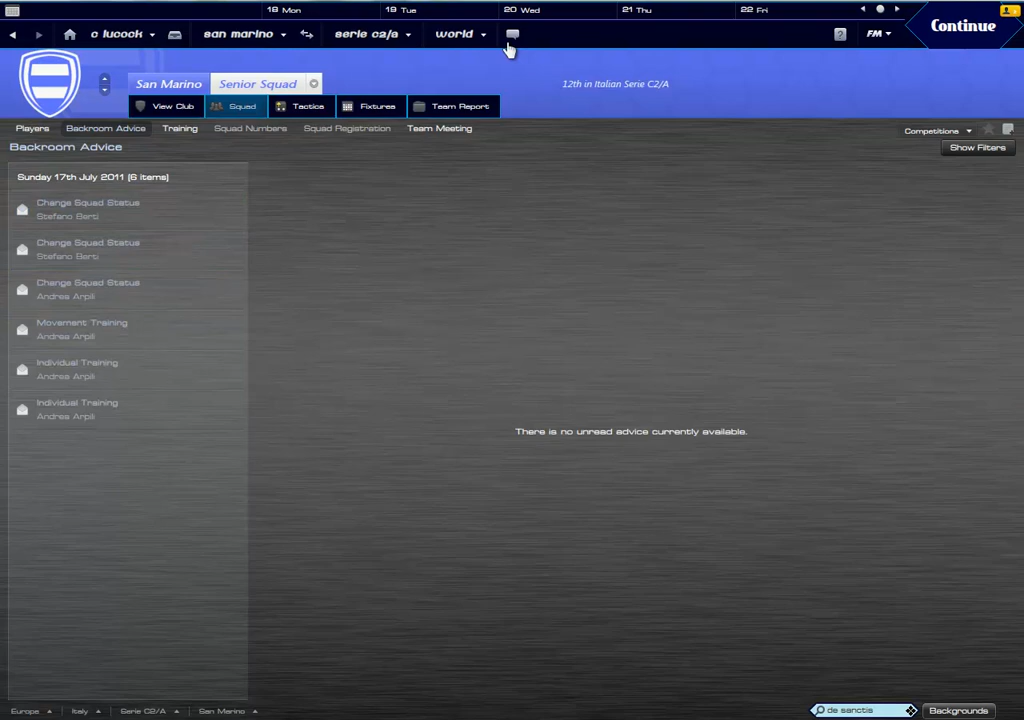 18 Mon 19 Tue 20 Wed 21 Thu 22 Fri
c lucock san marino serie c2/a world ? FM Continue
San Marino Senior Squad 12th in Italian Serie C2/A
View Club Squad Tactics Fixtures Team Report
Players Backroom Advice Training Squad Numbers Squad Registration Team Meeting Competitions
Backroom Advice Show Filters
Sunday 17th July 2011 (6 items)
Change Squad Status
Stefano Berti
Change Squad Status
Stefano Berti
Change Squad Status
Andrea Arpili
Movement Training
Andrea Arpili
Individual Training
Andrea Arpili
Individual Training
Andrea Arpili
There is no unread advice currently available.
Europe Italy Serie C2/A San Marino de sanctis Backgrounds